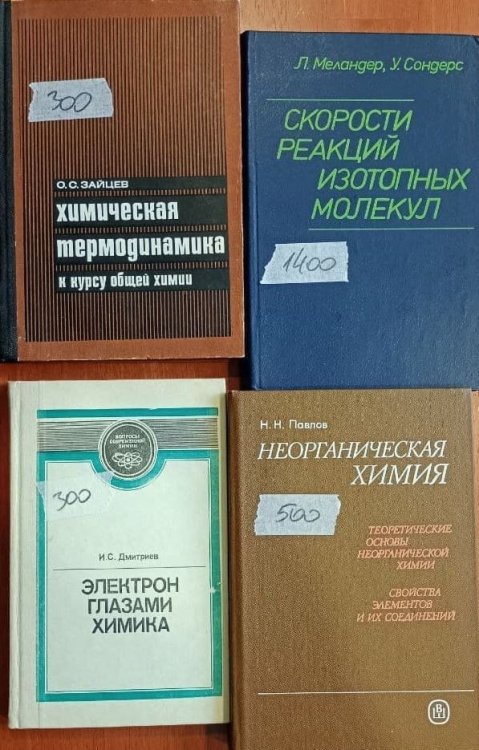 300
О. С. ЗАЙЦЕВ
ХИМИЧЕСКАЯ
ТЕРМОДИНАМИКА
К КУРСУ ОБЩЕЙ ХИМИИ
Л. Меландер, У. Сондерс
СКОРОСТИ
РЕАКЦИЙ
ИЗОТОПНЫХ
МОЛЕКУЛ
1400
ВОПРОСЫ
СОВРЕМЕННОЙ
ХИМИИ
300
И.С. Дмитриев
ЭЛЕКТРОН
ГЛАЗАМИ
ХИМИКА
Н. Н. Павлов
НЕОРГАНИЧЕСКАЯ
ХИМИЯ
500
ТЕОРЕТИЧЕСКИЕ
ОСНОВЫ
НЕОРГАНИЧЕСКОЙ
ХИМИИ
СВОЙСТВА
ЭЛЕМЕНТОВ
И ИХ СОЕДИНЕНИЙ